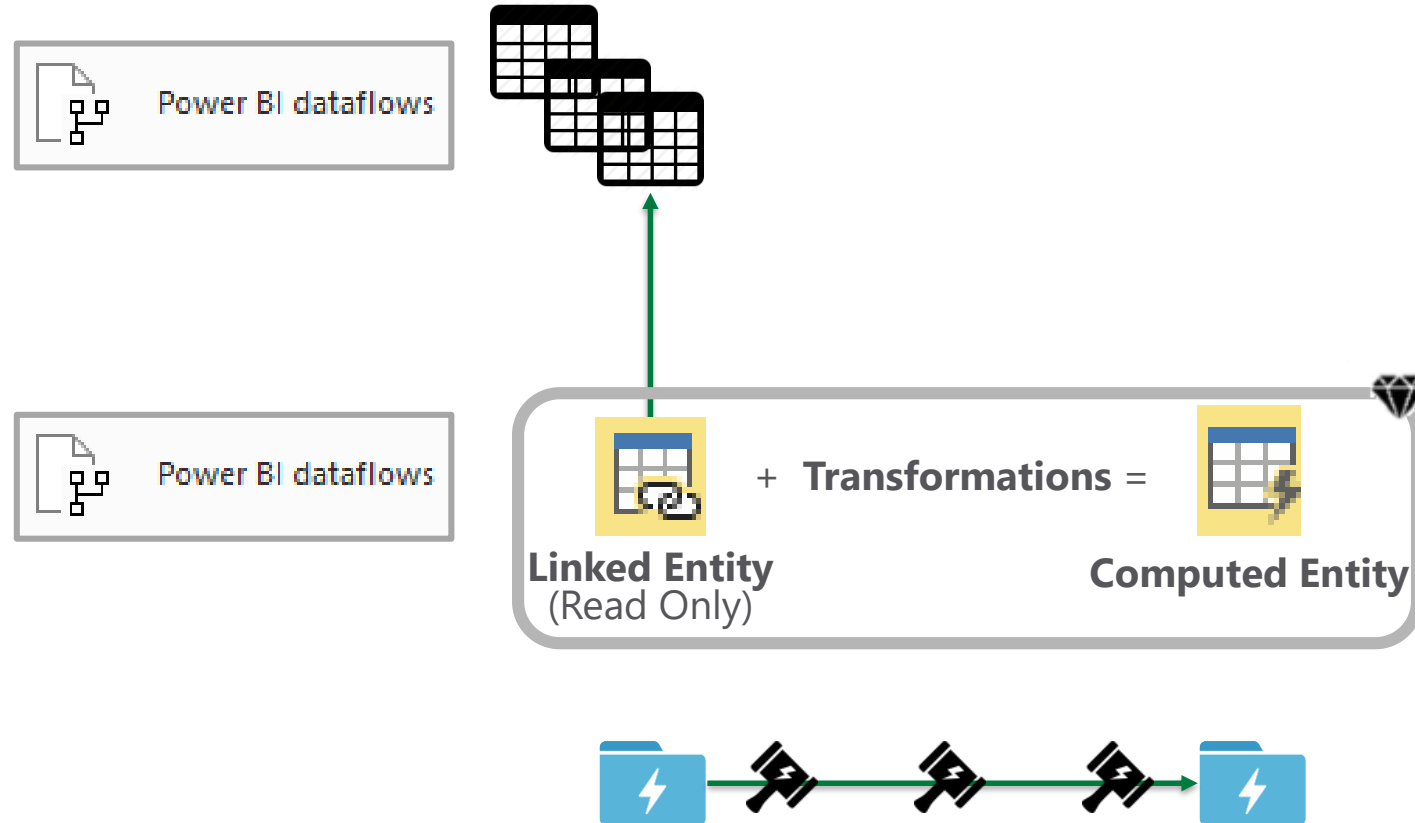 Power BI dataflows
Power BI dataflows
+ Transformations =
Linked Entity
(Read Only)
Computed Entity